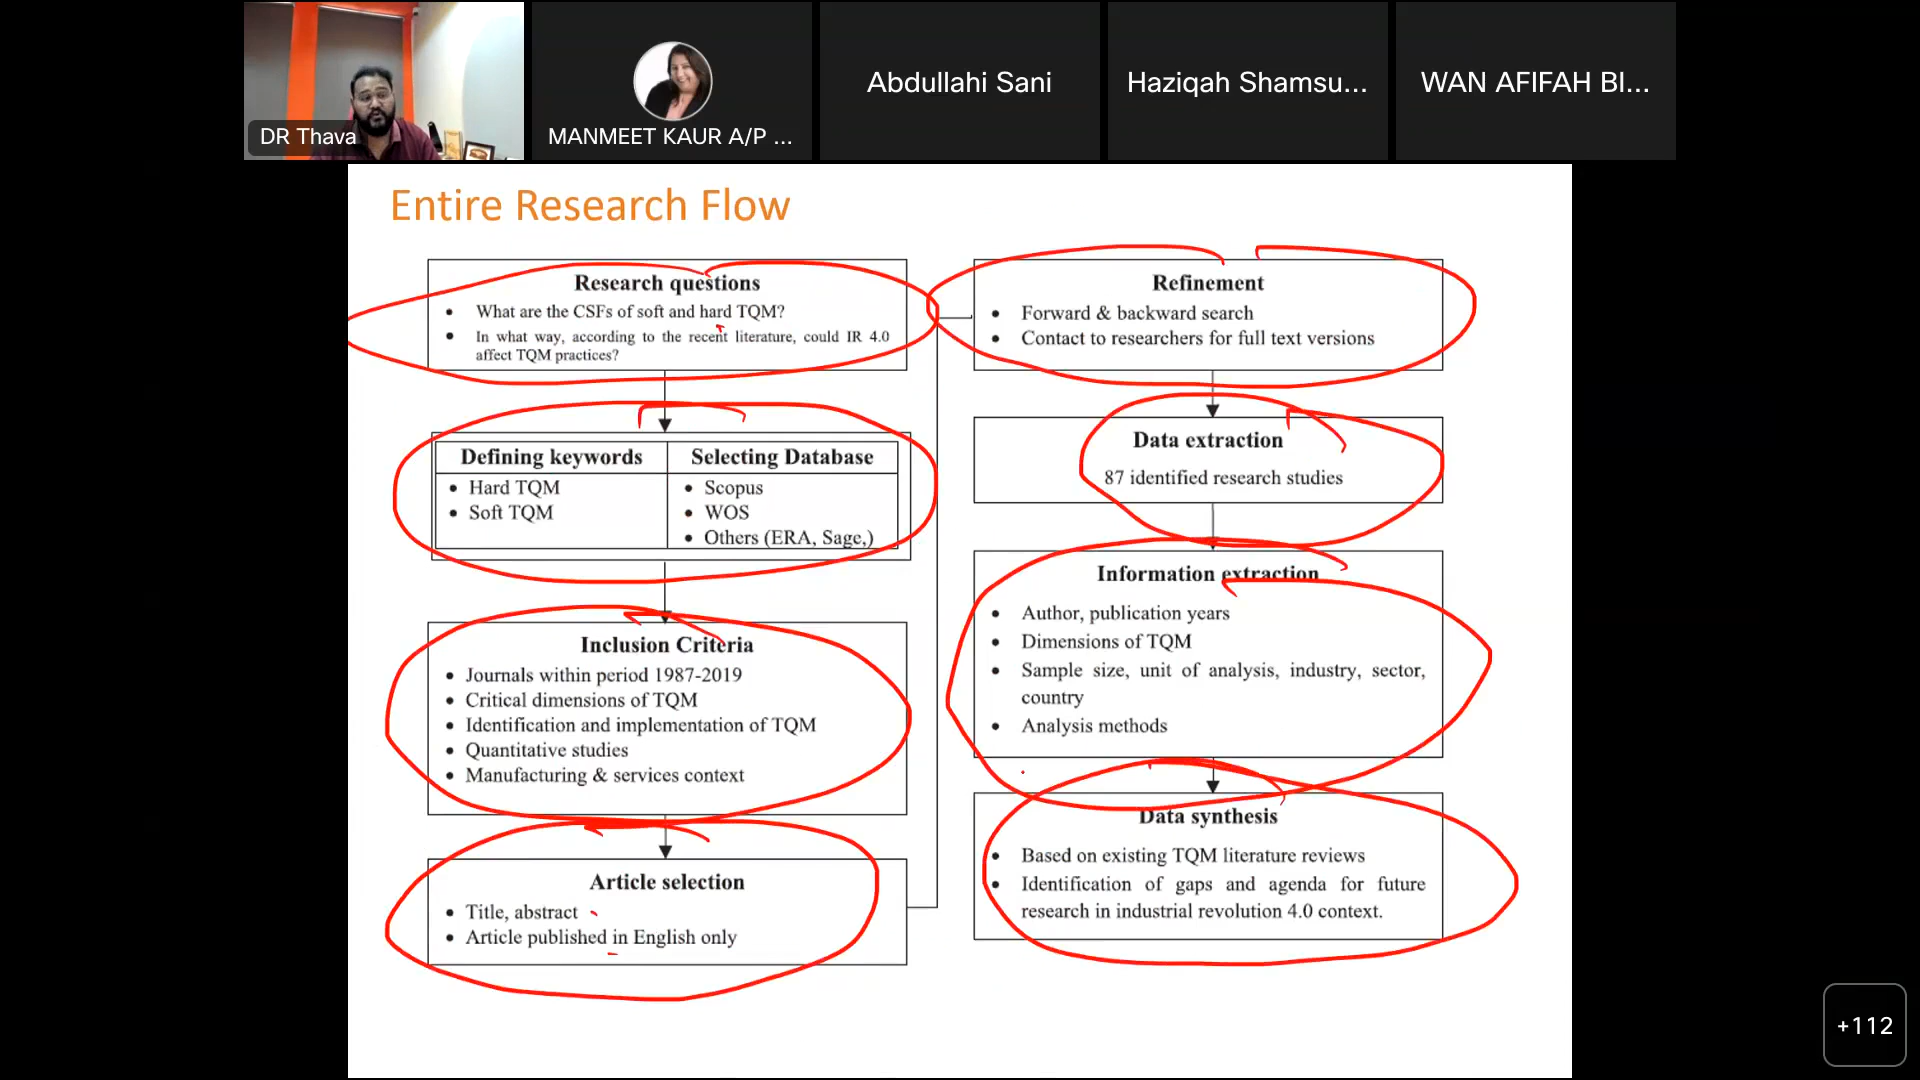 DR Thava
MANMEET KAUR A/P ...
Abdullahi Sani
Haziqah Shamsu...
WAN AFIFAH BI...
Entire Research Flow
Research questions
• What are the CSFs of soft and hard TQM?
• In what way, according to the recent literature, could IR 4.0
affect TQM practices?
Defining keywords
• Hard TQM
• Soft TQM
Selecting Database
• Scopus
• WOS
• Others (ERA, Sage,)
Inclusion Criteria
• Journals within period 1987-2019
• Critical dimensions of TQM
• Identification and implementation of TQM
• Quantitative studies
• Manufacturing & services context
Article selection
• Title, abstract
• Article published in English only
Refinement
• Forward & backward search
• Contact to researchers for full text versions
Data extraction
87 identified research studies
Information extraction
• Author, publication years
• Dimensions of TQM
• Sample size, unit of analysis, industry, sector,
country
• Analysis methods
Data synthesis
• Based on existing TQM literature reviews
• Identification of gaps and agenda for future
research in industrial revolution 4.0 context.
+112